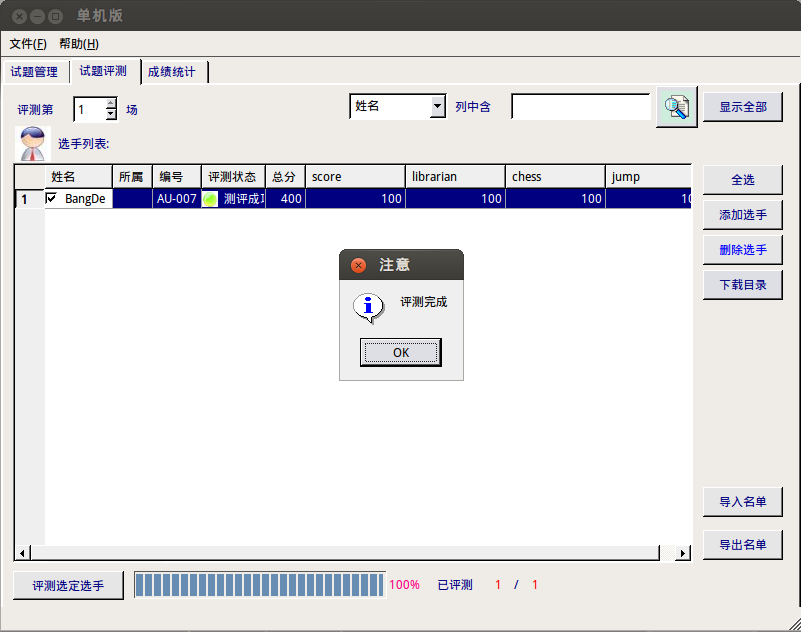 单机版
文件(F) 帮助(H)
试题管理 试题评测 成绩统计
评测第 1 场 姓名 列中含 显示全部
选手列表:
姓名 所属 编号 评测状态 总分 score librarian chess jump
1 BangDe AU-007 测评成 400 100 100 100 10
全选
添加选手
删除选手
下载目录
注意
评测完成
OK
导入名单
导出名单
评测选定选手 100% 已评测 1 / 1